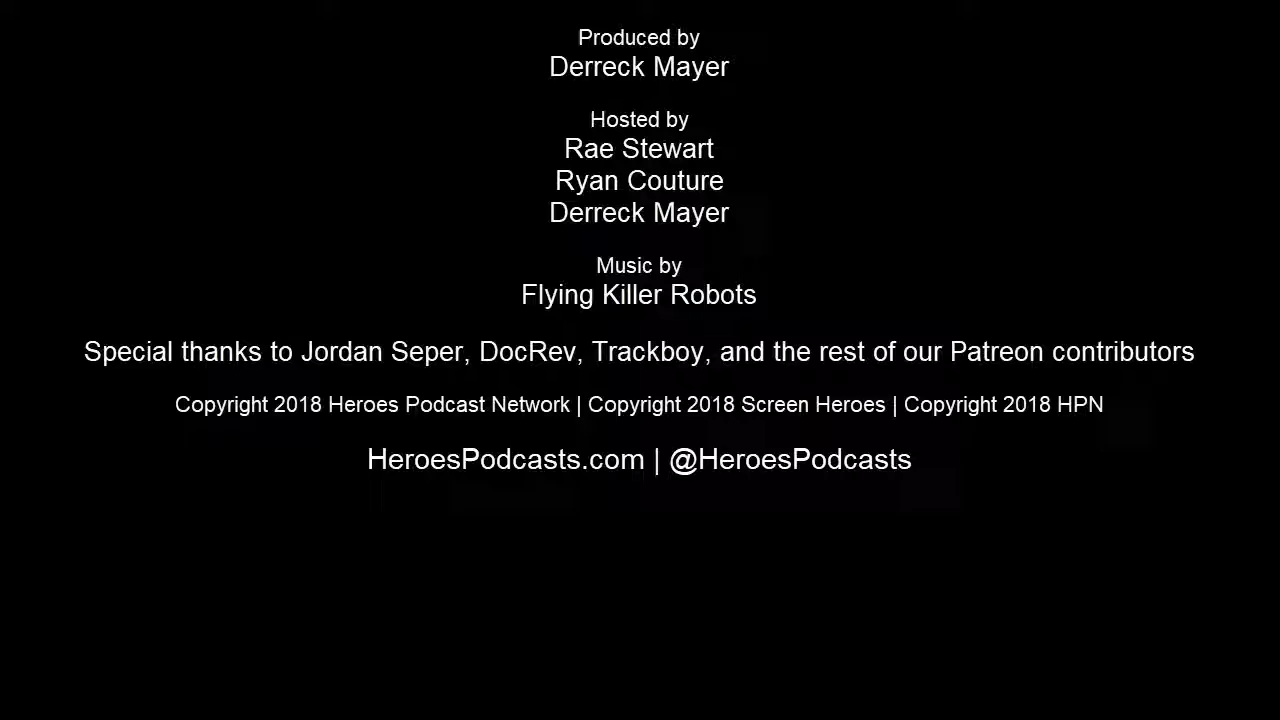 Produced by
Derreck Mayer
Hosted by
Rae Stewart
Ryan Couture
Derreck Mayer
Music by
Flying Killer Robots
Special thanks to Jordan Seper, DocRev, Trackboy, and the rest of our Patreon contributors
Copyright 2018 Heroes Podcast Network | Copyright 2018 Screen Heroes | Copyright 2018 HPN
HeroesPodcasts.com | @HeroesPodcasts